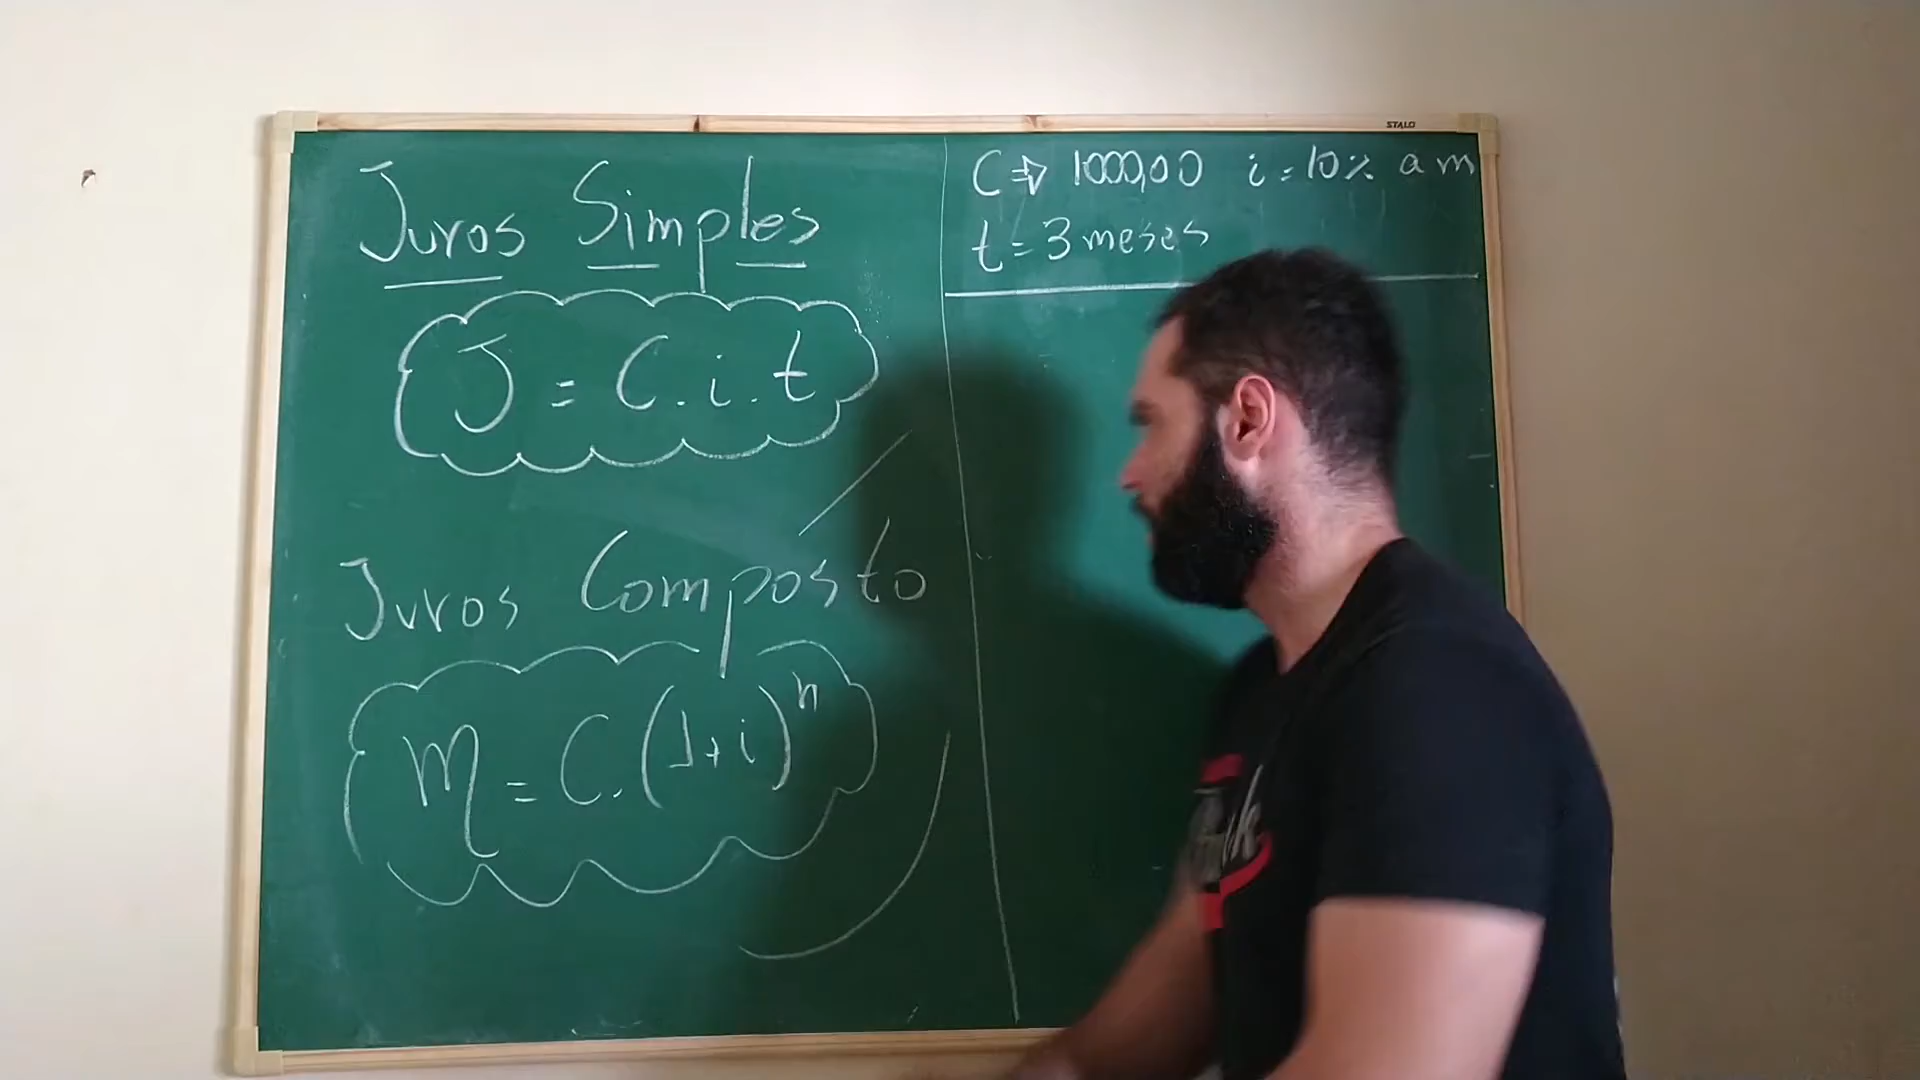 Juros Simples
J = C.i.t
Juros Composto
M = C.(1+i)^n
C ⇒ 1000,00 i = 10% a m
t = 3 meses
STALO